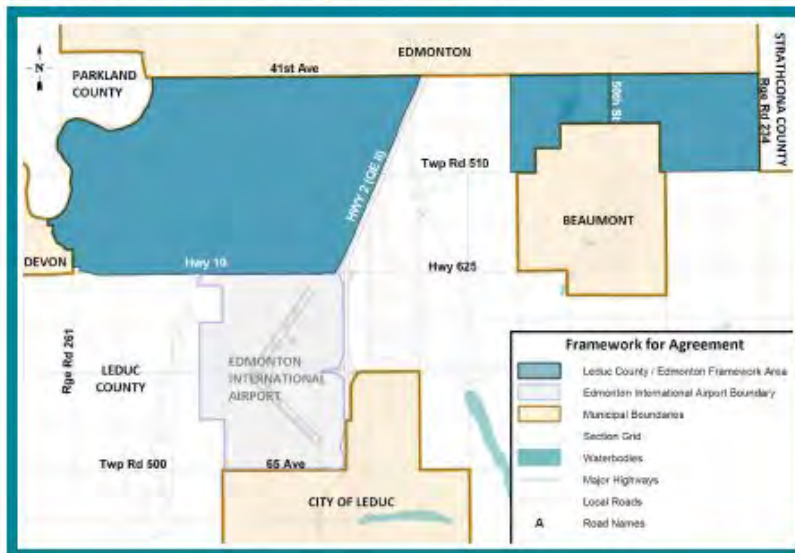 EDMONTON
41st Ave
N
PARKLAND
COUNTY
STRATHCONA COUNTY
Rge Rd 234
50th St
HWY 2 (QE II)
Twp Rd 510
BEAUMONT
DEVON
Hwy 19
Hwy 625
Rge Rd 261
LEDUC
COUNTY
EDMONTON
INTERNATIONAL
AIRPORT
Twp Rd 500
65 Ave
CITY OF LEDUC
Framework for Agreement
Leduc County / Edmonton Framework Area
Edmonton International Airport Boundary
Municipal Boundaries
Section Grid
Waterbodies
Major Highways
Local Roads
A Road Names